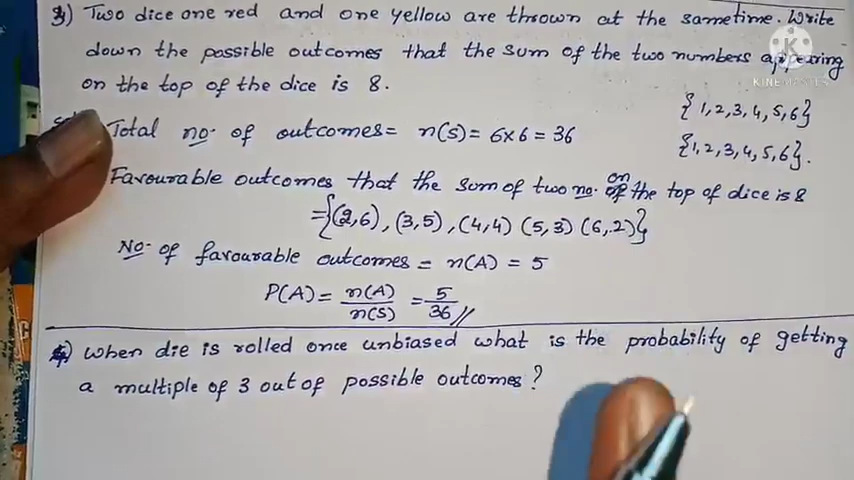 3) Two dice one red and one yellow are thrown at the sametime. Write
down the possible outcomes that the sum of the two numbers appearing
on the top of the dice is 8.
KINEMASTER
{1,2,3,4,5,6}
{1,2,3,4,5,6}.
Total no. of outcomes = n(S) = 6×6 = 36
Favourable outcomes that the sum of two no. on the top of dice is 8
={(2,6), (3,5), (4,4) (5,3) (6,2)}
No. of favourable outcomes = n(A) = 5
P(A) = n(A)/n(S) = 5/36 //
4) When die is rolled once unbiased what is the probability of getting
a multiple of 3 out of possible outcomes?